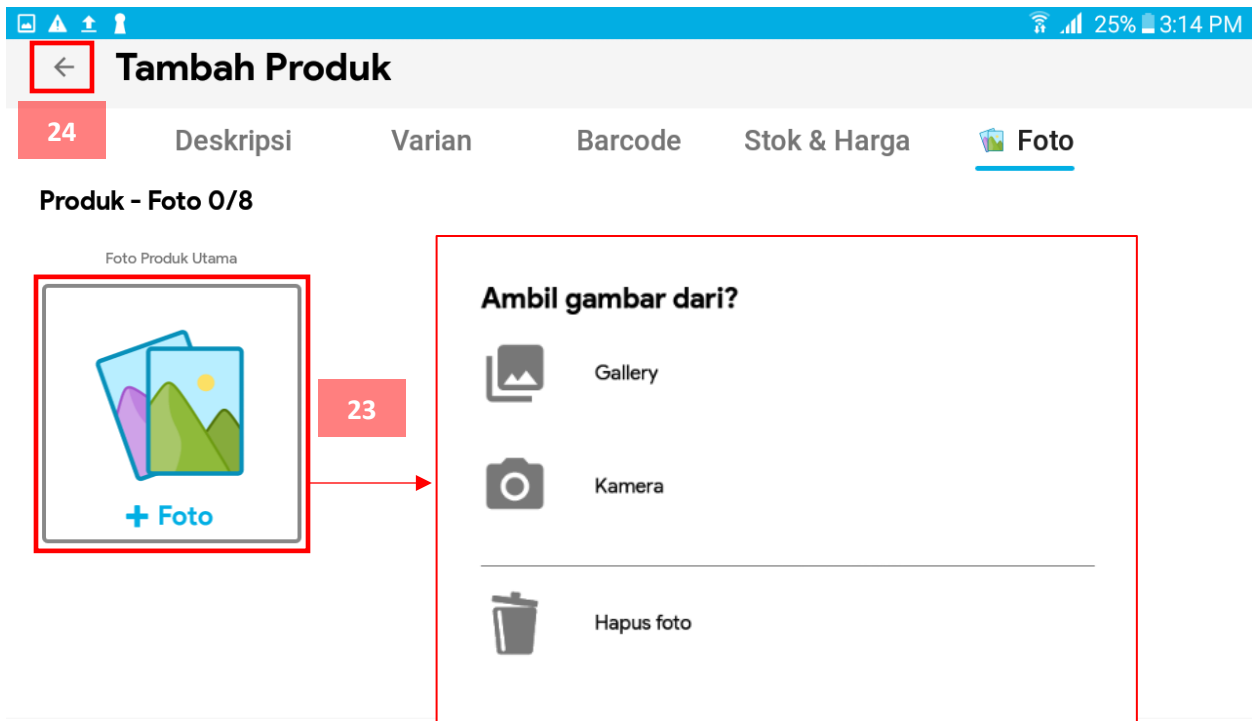 25% 3:14 PM
Tambah Produk
24
Deskripsi Varian Barcode Stok & Harga Foto
Produk - Foto 0/8
Foto Produk Utama
+ Foto
23
Ambil gambar dari?
Gallery
Kamera
Hapus foto